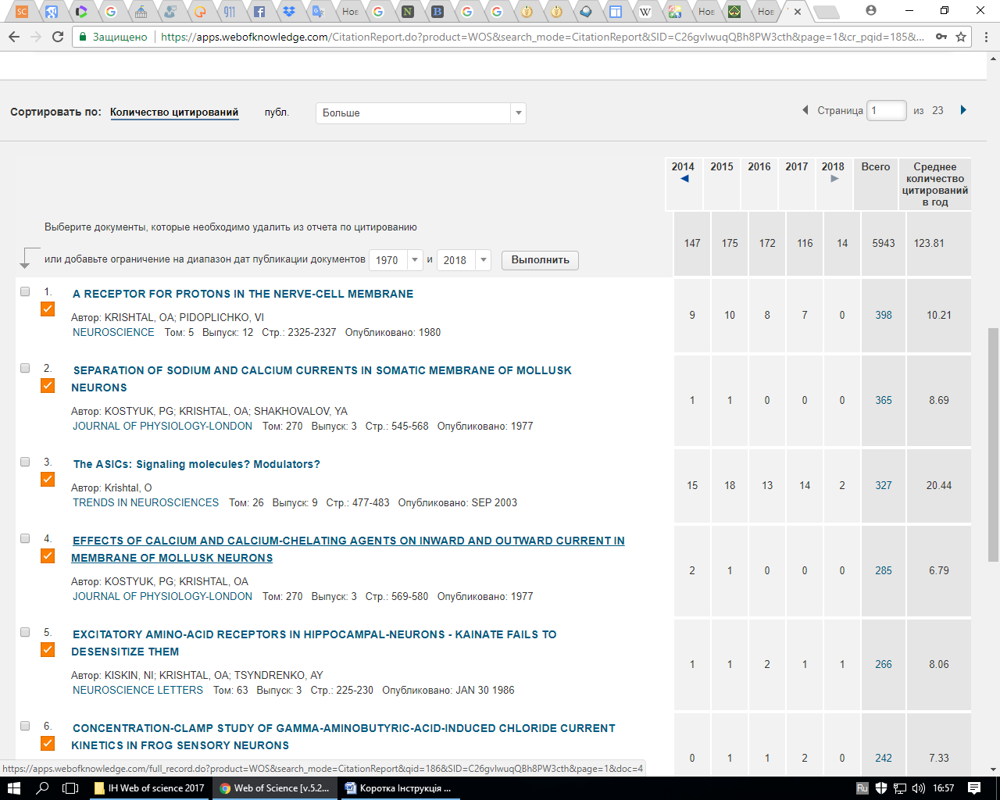 SC
911
Нов
N
B
W
Нов
Нов
Защищено https://apps.webofknowledge.com/CitationReport.do?product=WOS&search_mode=CitationReport&SID=C26gvIwuqQBh8PW3cth&page=1&cr_pqid=185&...
Сортировать по: Количество цитирований публ. Больше Страница 1 из 23
2014 2015 2016 2017 2018 Всего Среднее количество цитирований в год
Выберите документы, которые необходимо удалить из отчета по цитированию
или добавьте ограничение на диапазон дат публикации документов 1970 и 2018 Выполнить
147 175 172 116 14 5943 123.81
1. A RECEPTOR FOR PROTONS IN THE NERVE-CELL MEMBRANE
Автор: KRISHTAL, OA; PIDOPLICHKO, VI
NEUROSCIENCE Том: 5 Выпуск: 12 Стр.: 2325-2327 Опубликовано: 1980
9 10 8 7 0 398 10.21
2. SEPARATION OF SODIUM AND CALCIUM CURRENTS IN SOMATIC MEMBRANE OF MOLLUSK
NEURONS
Автор: KOSTYUK, PG; KRISHTAL, OA; SHAKHOVALOV, YA
JOURNAL OF PHYSIOLOGY-LONDON Том: 270 Выпуск: 3 Стр.: 545-568 Опубликовано: 1977
1 1 0 0 0 365 8.69
3. The ASICs: Signaling molecules? Modulators?
Автор: Krishtal, O
TRENDS IN NEUROSCIENCES Том: 26 Выпуск: 9 Стр.: 477-483 Опубликовано: SEP 2003
15 18 13 14 2 327 20.44
4. EFFECTS OF CALCIUM AND CALCIUM-CHELATING AGENTS ON INWARD AND OUTWARD CURRENT IN
MEMBRANE OF MOLLUSK NEURONS
Автор: KOSTYUK, PG; KRISHTAL, OA
JOURNAL OF PHYSIOLOGY-LONDON Том: 270 Выпуск: 3 Стр.: 569-580 Опубликовано: 1977
2 1 0 0 0 285 6.79
5. EXCITATORY AMINO-ACID RECEPTORS IN HIPPOCAMPAL-NEURONS - KAINATE FAILS TO
DESENSITIZE THEM
Автор: KISKIN, NI; KRISHTAL, OA; TSYNDRENKO, AY
NEUROSCIENCE LETTERS Том: 63 Выпуск: 3 Стр.: 225-230 Опубликовано: JAN 30 1986
1 1 2 1 1 266 8.06
6. CONCENTRATION-CLAMP STUDY OF GAMMA-AMINOBUTYRIC-ACID-INDUCED CHLORIDE CURRENT
KINETICS IN FROG SENSORY NEURONS
0 1 1 2 0 242 7.33
https://apps.webofknowledge.com/full_record.do?product=WOS&search_mode=CitationReport&qid=186&SID=C26gvIwuqQBh8PW3cth&page=1&doc=4
IH Web of science 2017 Web of Science [v.5.2... Коротка Інструкція ... Ru 16:57